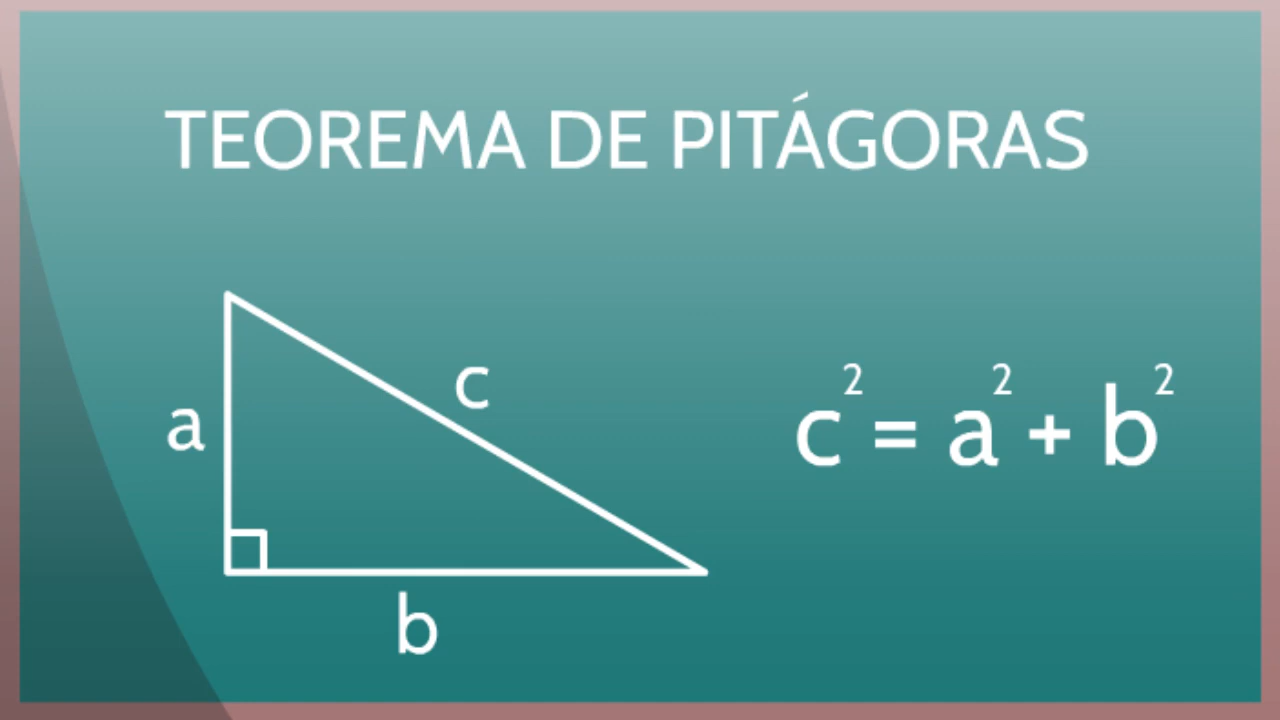 TEOREMA DE PITÁGORAS
c
a
c² = a² + b²
b